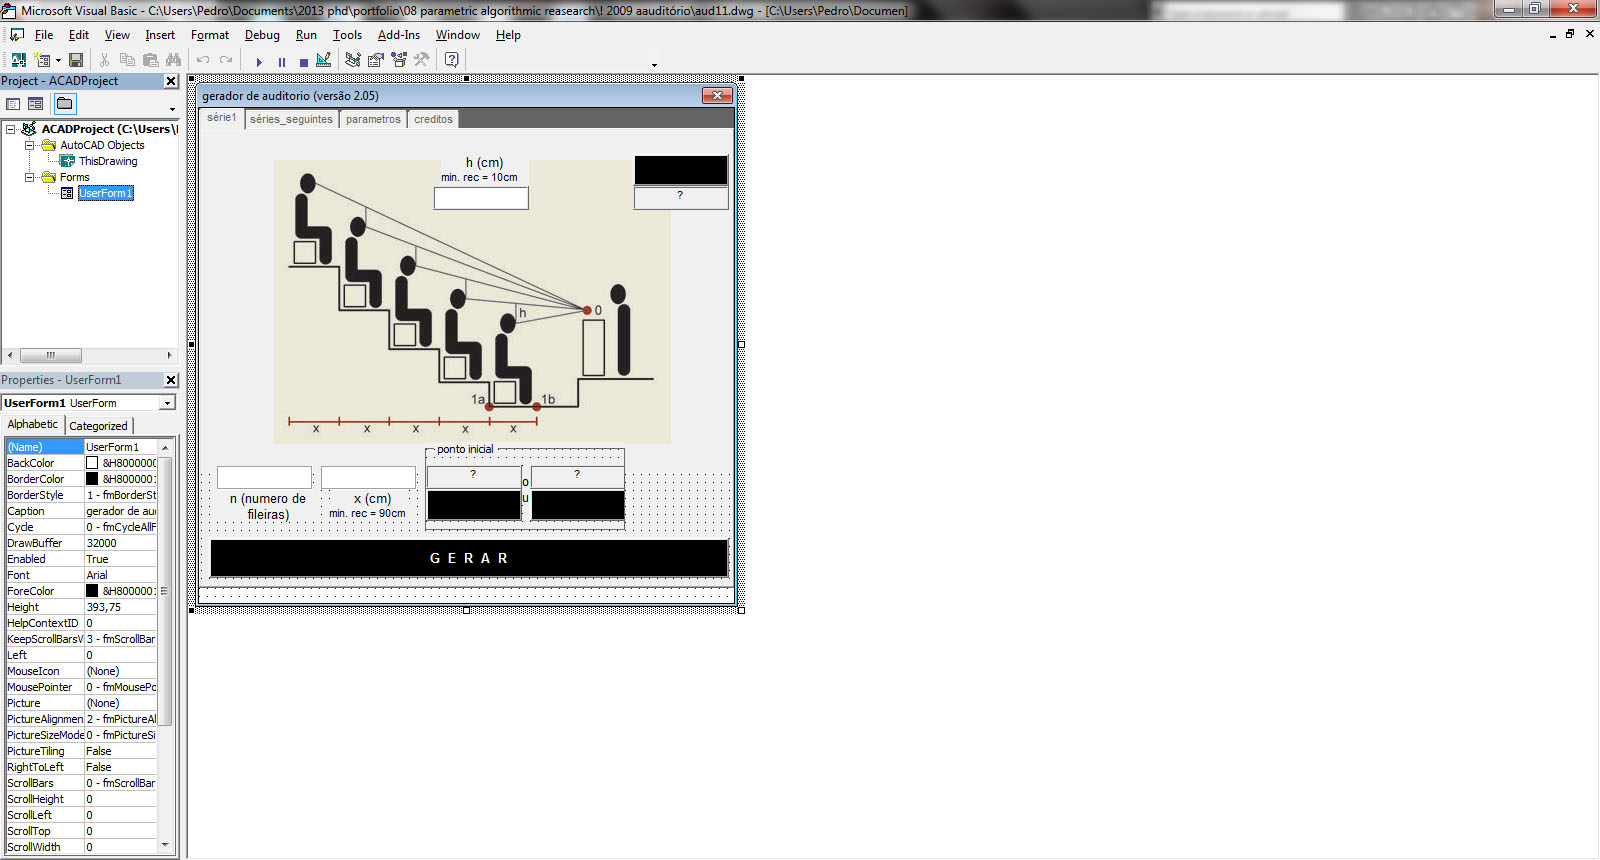 Microsoft Visual Basic - C:\Users\Pedro\Documents\2013 phd\portfolio\08 parametric algorithmic reasearch\! 2009 aauditório\aud11.dwg - [C:\Users\Pedro\Documen]
File Edit View Insert Format Debug Run Tools Add-Ins Window Help
Project - ACADProject
ACADProject (C:\Users\
AutoCAD Objects
ThisDrawing
Forms
UserForm1
Properties - UserForm1
UserForm1 UserForm
Alphabetic Categorized
(Name) UserForm1
BackColor &H8000000
BorderColor &H8000001
BorderStyle 1 - fmBorderSt
Caption gerador de aud
Cycle 0 - fmCycleAllF
DrawBuffer 32000
Enabled True
Font Arial
ForeColor &H8000001
Height 393,75
HelpContextID 0
KeepScrollBarsV 3 - fmScrollBar
Left 0
MouseIcon (None)
MousePointer 0 - fmMousePo
Picture (None)
PictureAlignmen 2 - fmPictureAl
PictureSizeMode 0 - fmPictureSi
PictureTiling False
RightToLeft False
ScrollBars 0 - fmScrollBar
ScrollHeight 0
ScrollLeft 0
ScrollTop 0
ScrollWidth 0
gerador de auditorio (versão 2.05)
série1 séries_seguintes parametros creditos
h (cm)
min. rec = 10cm
?
h
0
1a 1b
x x x x x
ponto inicial
? o ?
u
n (numero de
fileiras)
x (cm)
min. rec = 90cm
G E R A R